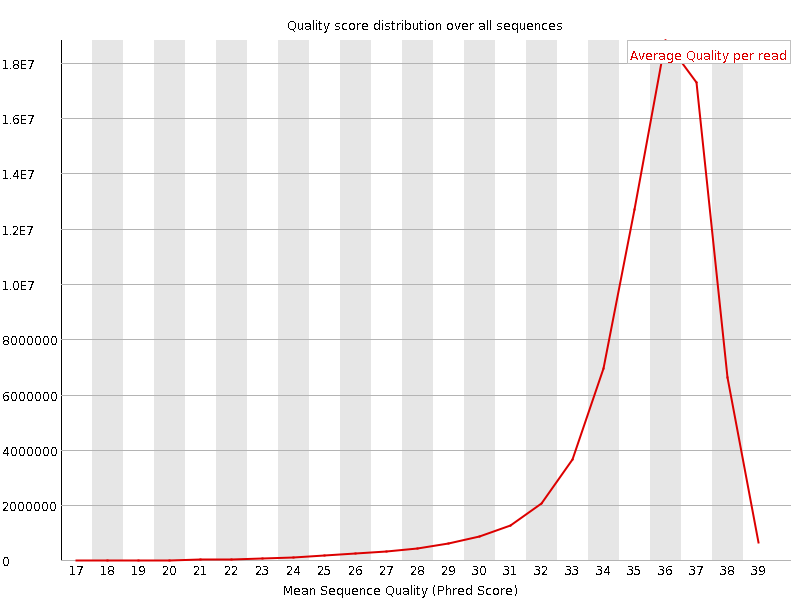 Quality score distribution over all sequences
Average Quality per read
1.8E7
1.6E7
1.4E7
1.2E7
1.0E7
8000000
6000000
4000000
2000000
0
17 18 19 20 21 22 23 24 25 26 27 28 29 30 31 32 33 34 35 36 37 38 39
Mean Sequence Quality (Phred Score)